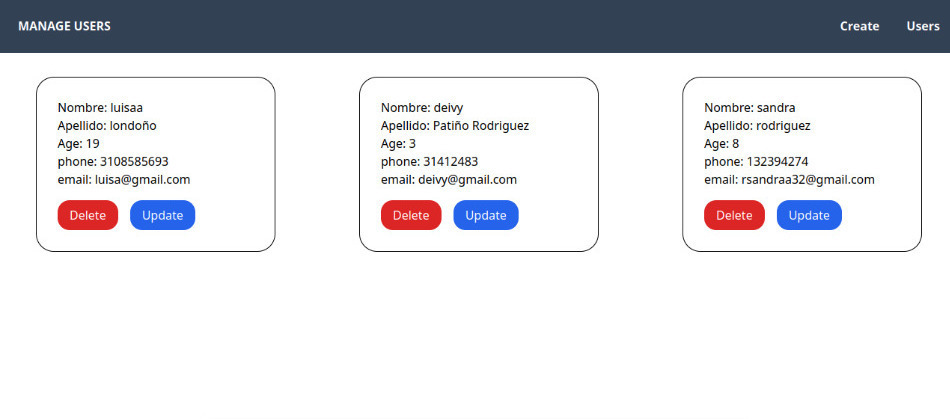 MANAGE USERS
Create
Users
Nombre: luisaa
Apellido: londoño
Age: 19
phone: 3108585693
email: luisa@gmail.com
Delete
Update
Nombre: deivy
Apellido: Patiño Rodriguez
Age: 3
phone: 31412483
email: deivy@gmail.com
Delete
Update
Nombre: sandra
Apellido: rodriguez
Age: 8
phone: 132394274
email: rsandraa32@gmail.com
Delete
Update